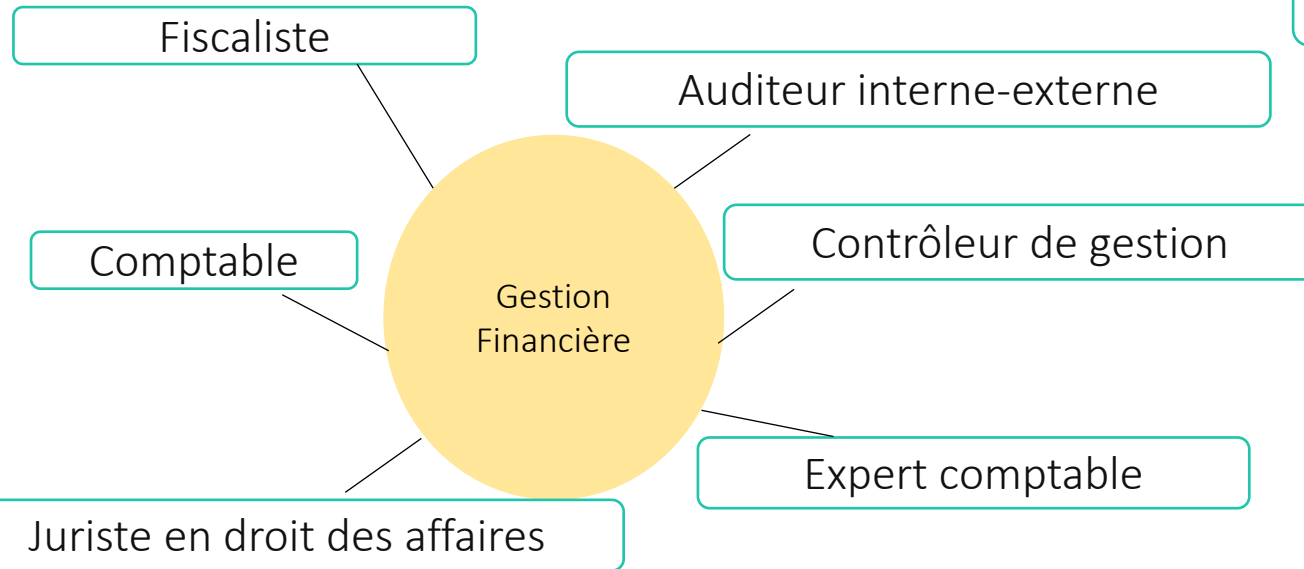 Fiscaliste
Auditeur interne-externe
Comptable
Contrôleur de gestion
Gestion
Financière
Expert comptable
Juriste en droit des affaires